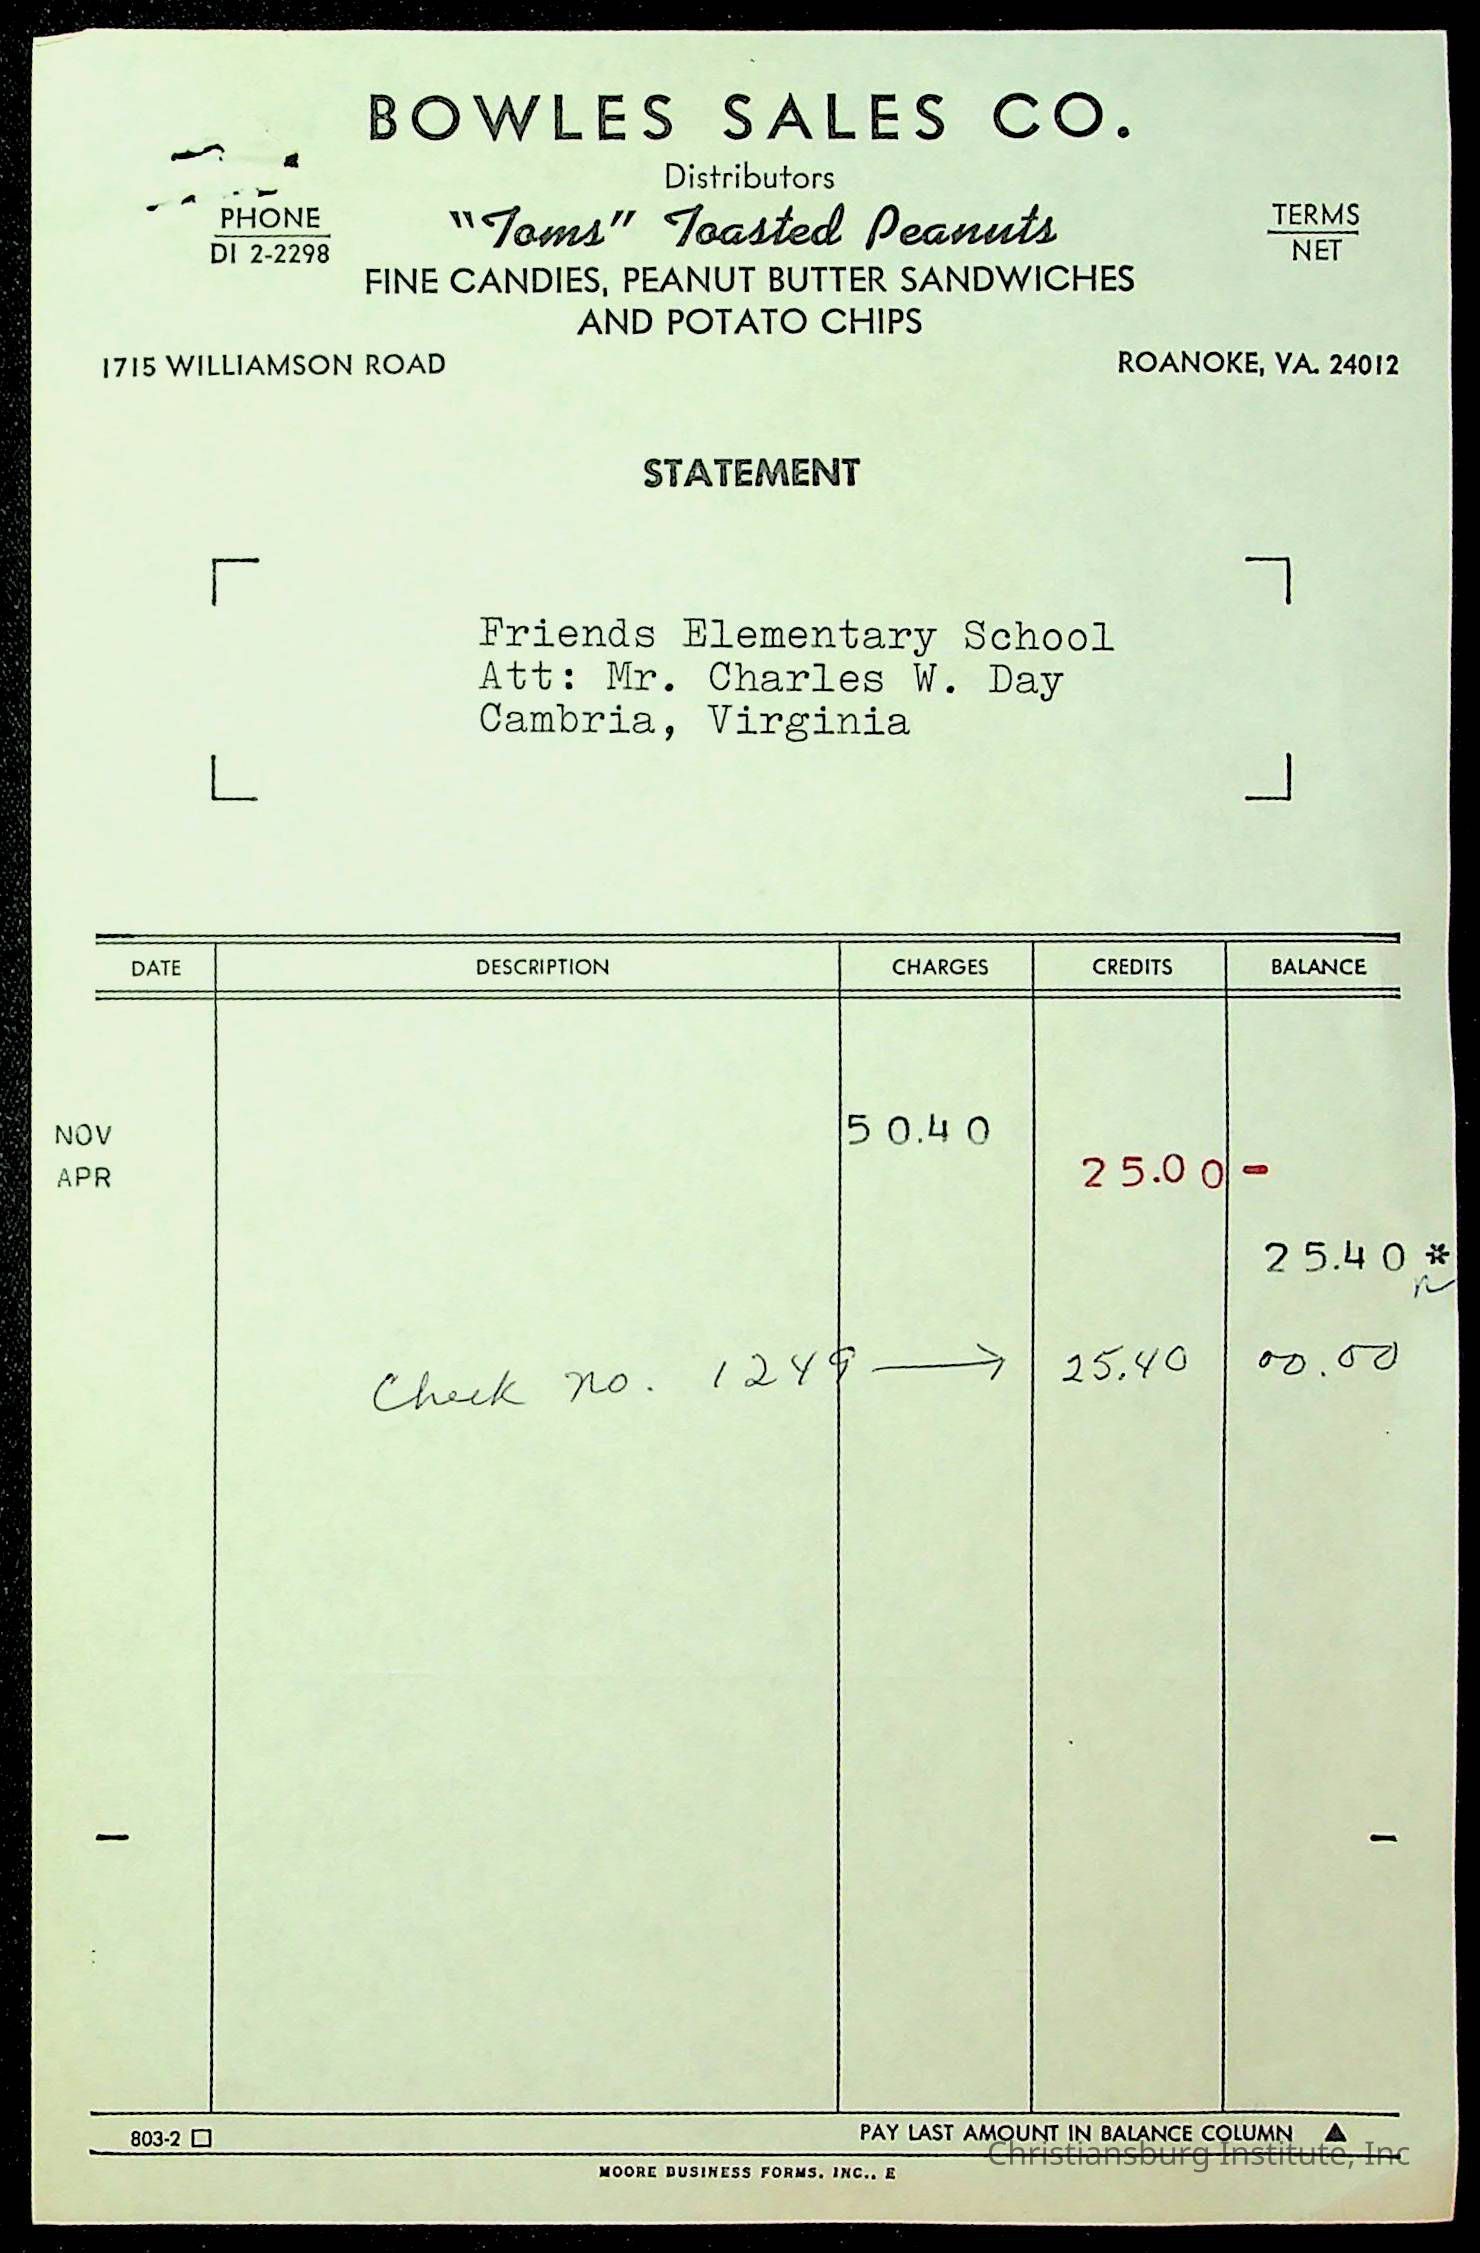 BOWLES SALES CO.
Distributors
"Toms" Toasted Peanuts
PHONE
DI 2-2298
TERMS
NET
FINE CANDIES, PEANUT BUTTER SANDWICHES
AND POTATO CHIPS
1715 WILLIAMSON ROAD
ROANOKE, VA. 24012
STATEMENT
Friends Elementary School
Att: Mr. Charles W. Day
Cambria, Virginia
DATE DESCRIPTION CHARGES CREDITS BALANCE
NOV 50.40
APR 25.00-
25.40*
Check no. 1249 → 25.40 00.00
803-2 PAY LAST AMOUNT IN BALANCE COLUMN
MOORE BUSINESS FORMS, INC., E
Christiansburg Institute, Inc